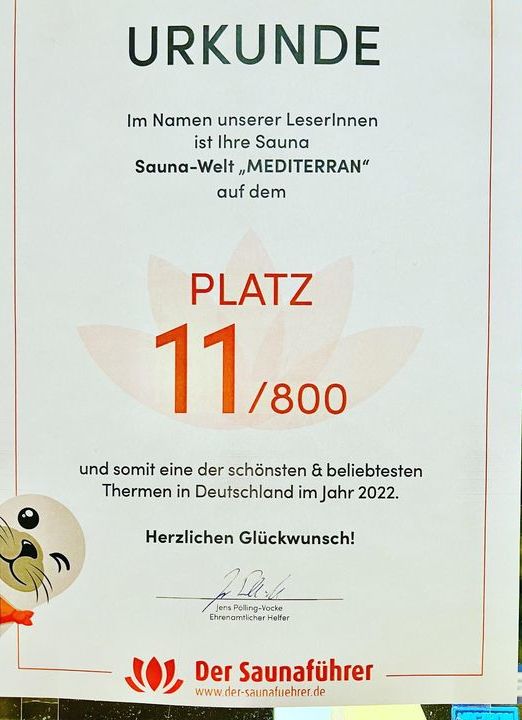 URKUNDE
Im Namen unserer LeserInnen
ist Ihre Sauna
Sauna-Welt „MEDITERRAN“
auf dem
PLATZ
11/800
und somit eine der schönsten & beliebtesten
Thermen in Deutschland im Jahr 2022.
Herzlichen Glückwunsch!
Jens Pölling-Vocke
Ehrenamtlicher Helfer
Der Saunaführer
www.der-saunafuehrer.de